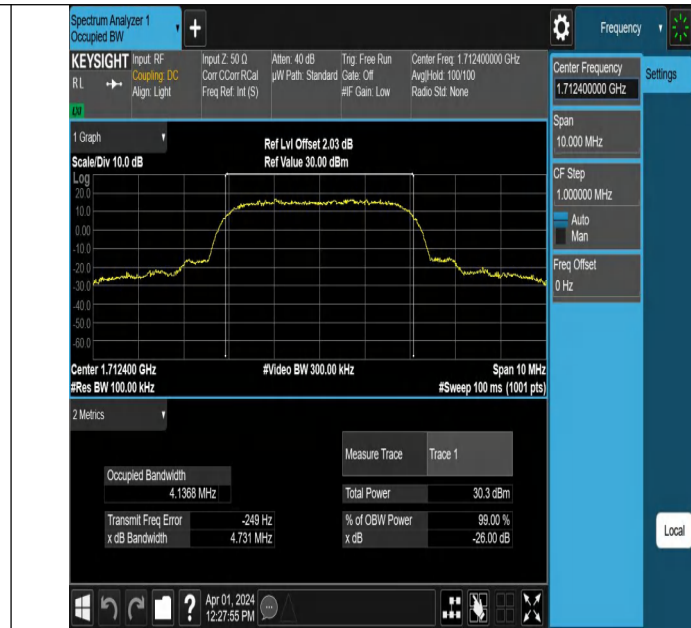 Spectrum Analyzer 1
Occupied BW
Frequency
KEYSIGHT
RL
Input: RF
Coupling: DC
Align: Light
Input Z: 50 Ω
Corr CCorr RCal
Freq Ref: Int (S)
Atten: 40 dB
µW Path: Standard
Trig: Free Run
Gate: Off
#IF Gain: Low
Center Freq: 1.712400000 GHz
Avg|Hold: 100/100
Radio Std: None
Center Frequency
1.712400000 GHz
Settings
Span
10.000 MHz
CF Step
1.000000 MHz
Auto
Man
Freq Offset
0 Hz
1 Graph
Scale/Div 10.0 dB
Ref Lvl Offset 2.03 dB
Ref Value 30.00 dBm
Log
20.0
10.0
0.00
-10.0
-20.0
-30.0
-40.0
-50.0
-60.0
Center 1.712400 GHz
#Res BW 100.00 kHz
#Video BW 300.00 kHz
Span 10 MHz
#Sweep 100 ms (1001 pts)
2 Metrics
Measure Trace
Trace 1
Occupied Bandwidth
4.1368 MHz
Total Power
30.3 dBm
Transmit Freq Error
-249 Hz
% of OBW Power
99.00 %
x dB Bandwidth
4.731 MHz
x dB
-26.00 dB
Local
?
Apr 01, 2024
12:27:55 PM